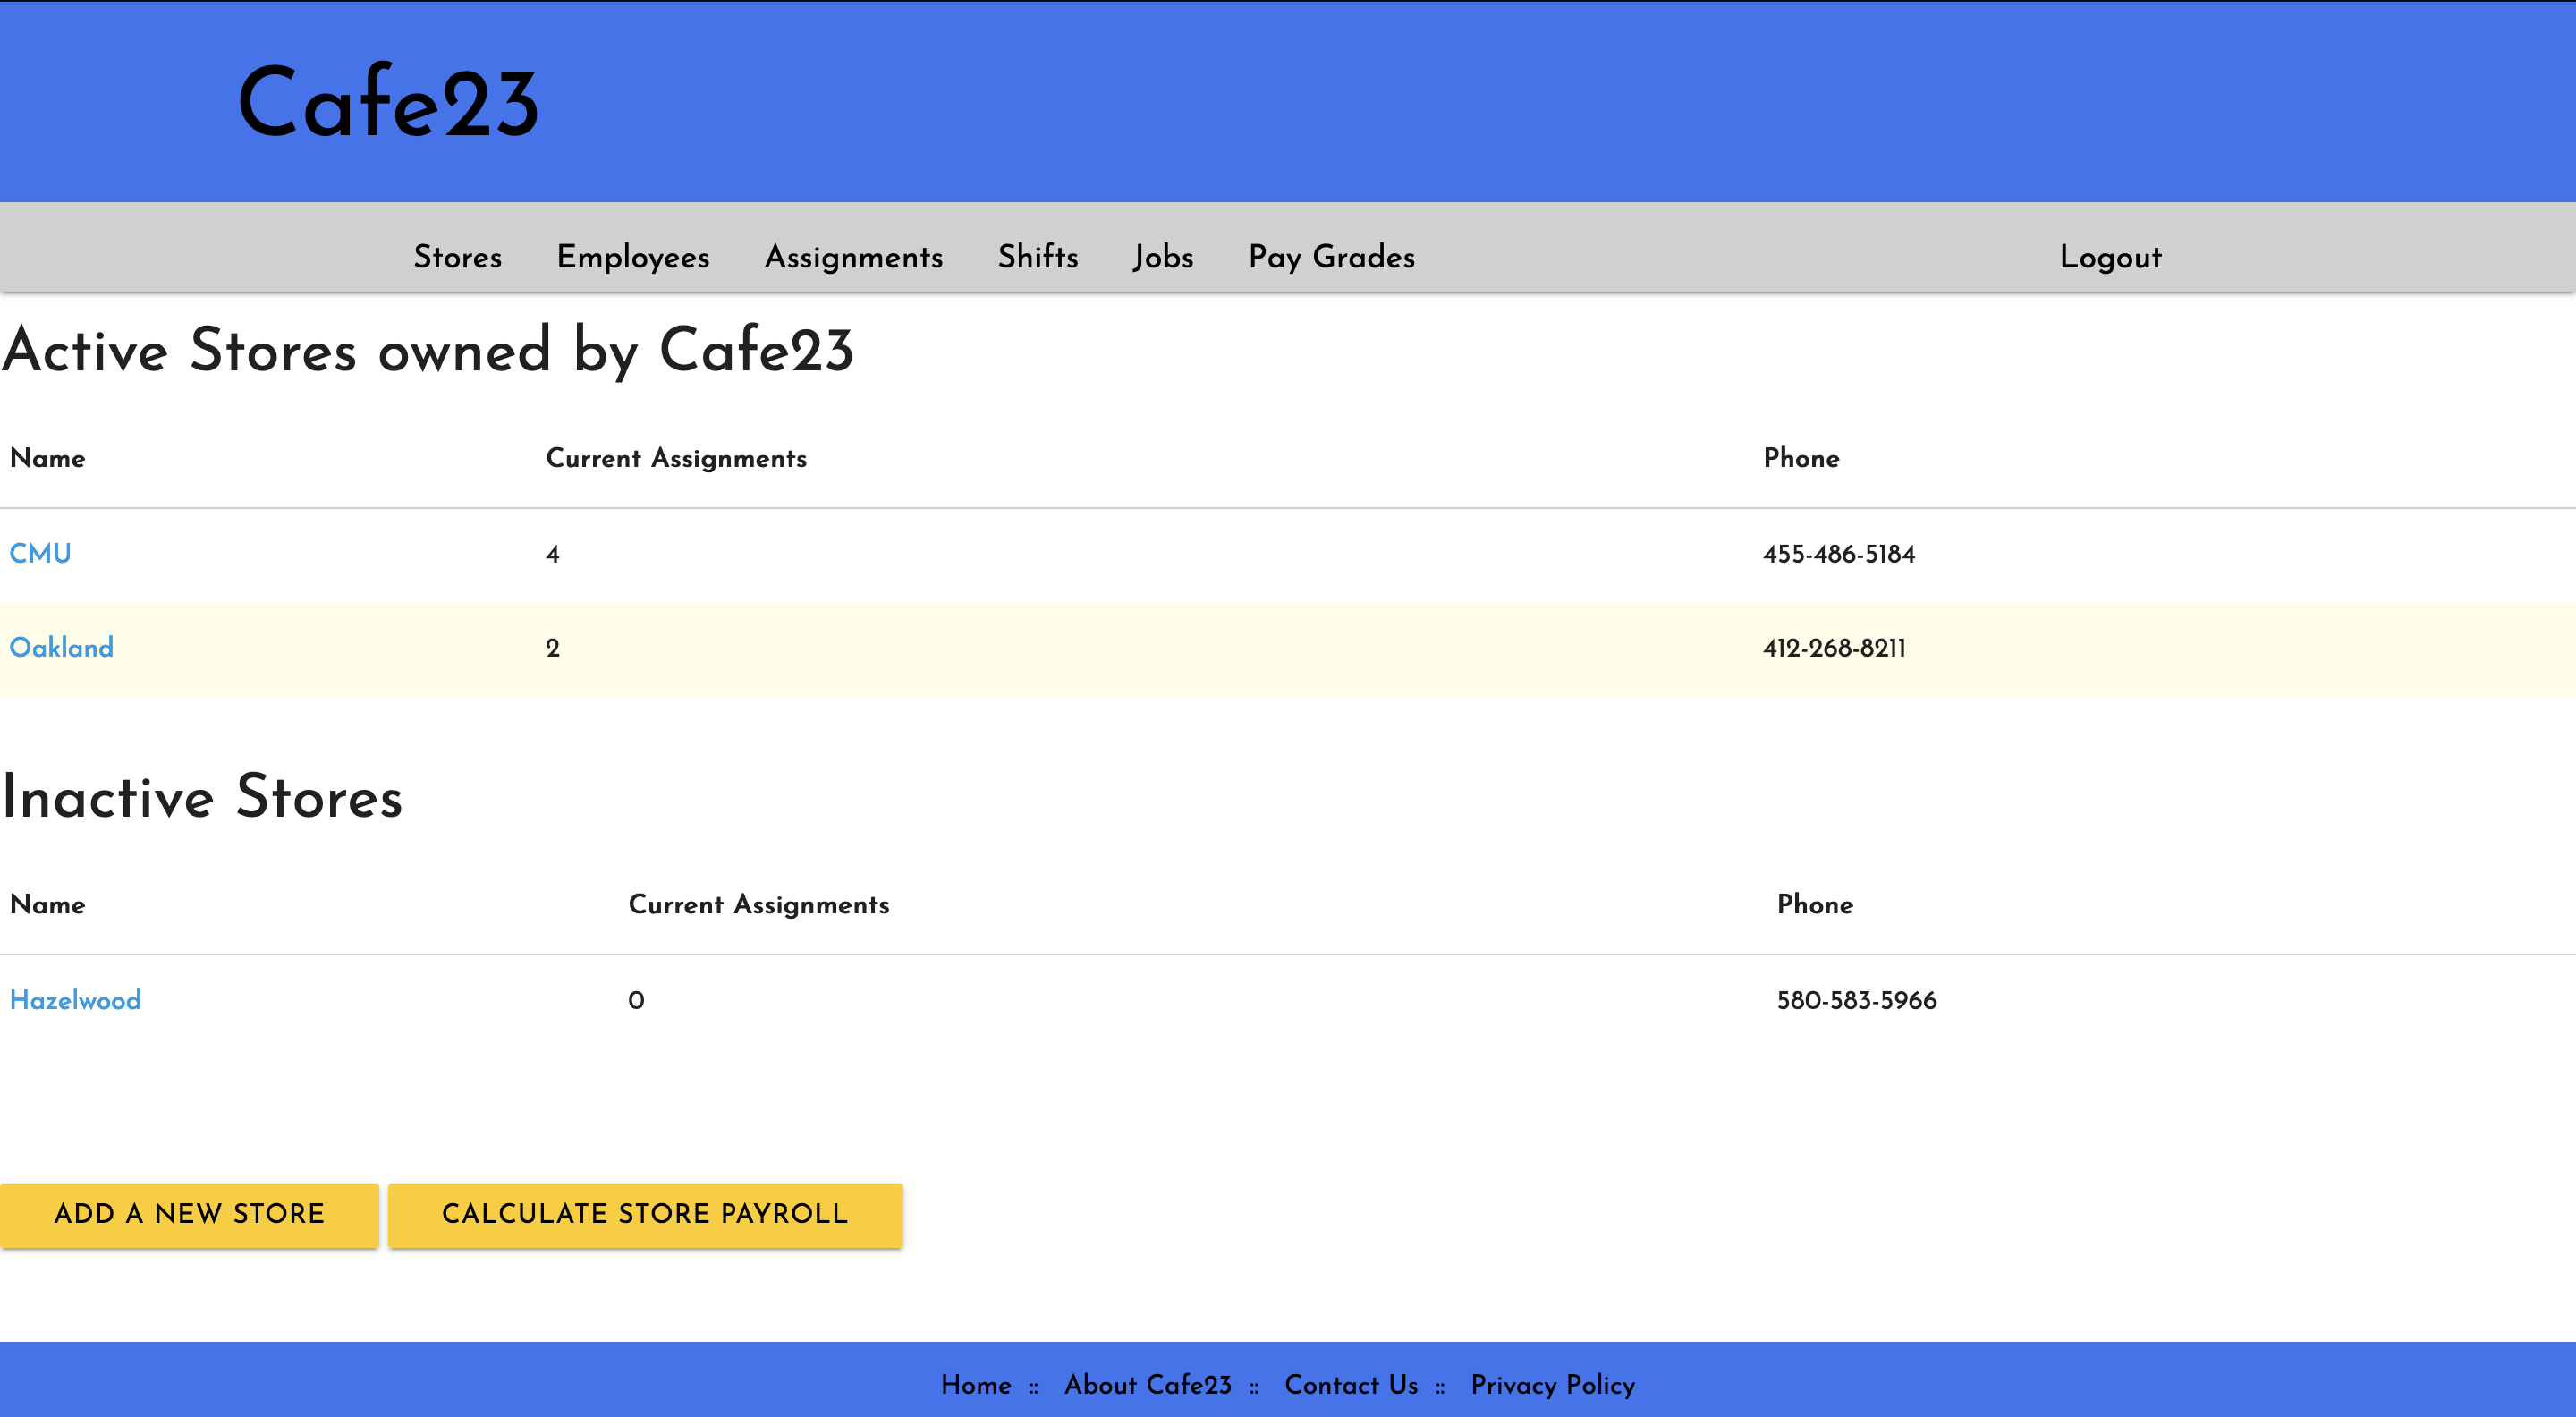 Cafe23
Stores Employees Assignments Shifts Jobs Pay Grades Logout
Active Stores owned by Cafe23
Name Current Assignments Phone
CMU 4 455-486-5184
Oakland 2 412-268-8211
Inactive Stores
Name Current Assignments Phone
Hazelwood 0 580-583-5966
ADD A NEW STORE CALCULATE STORE PAYROLL
Home :: About Cafe23 :: Contact Us :: Privacy Policy